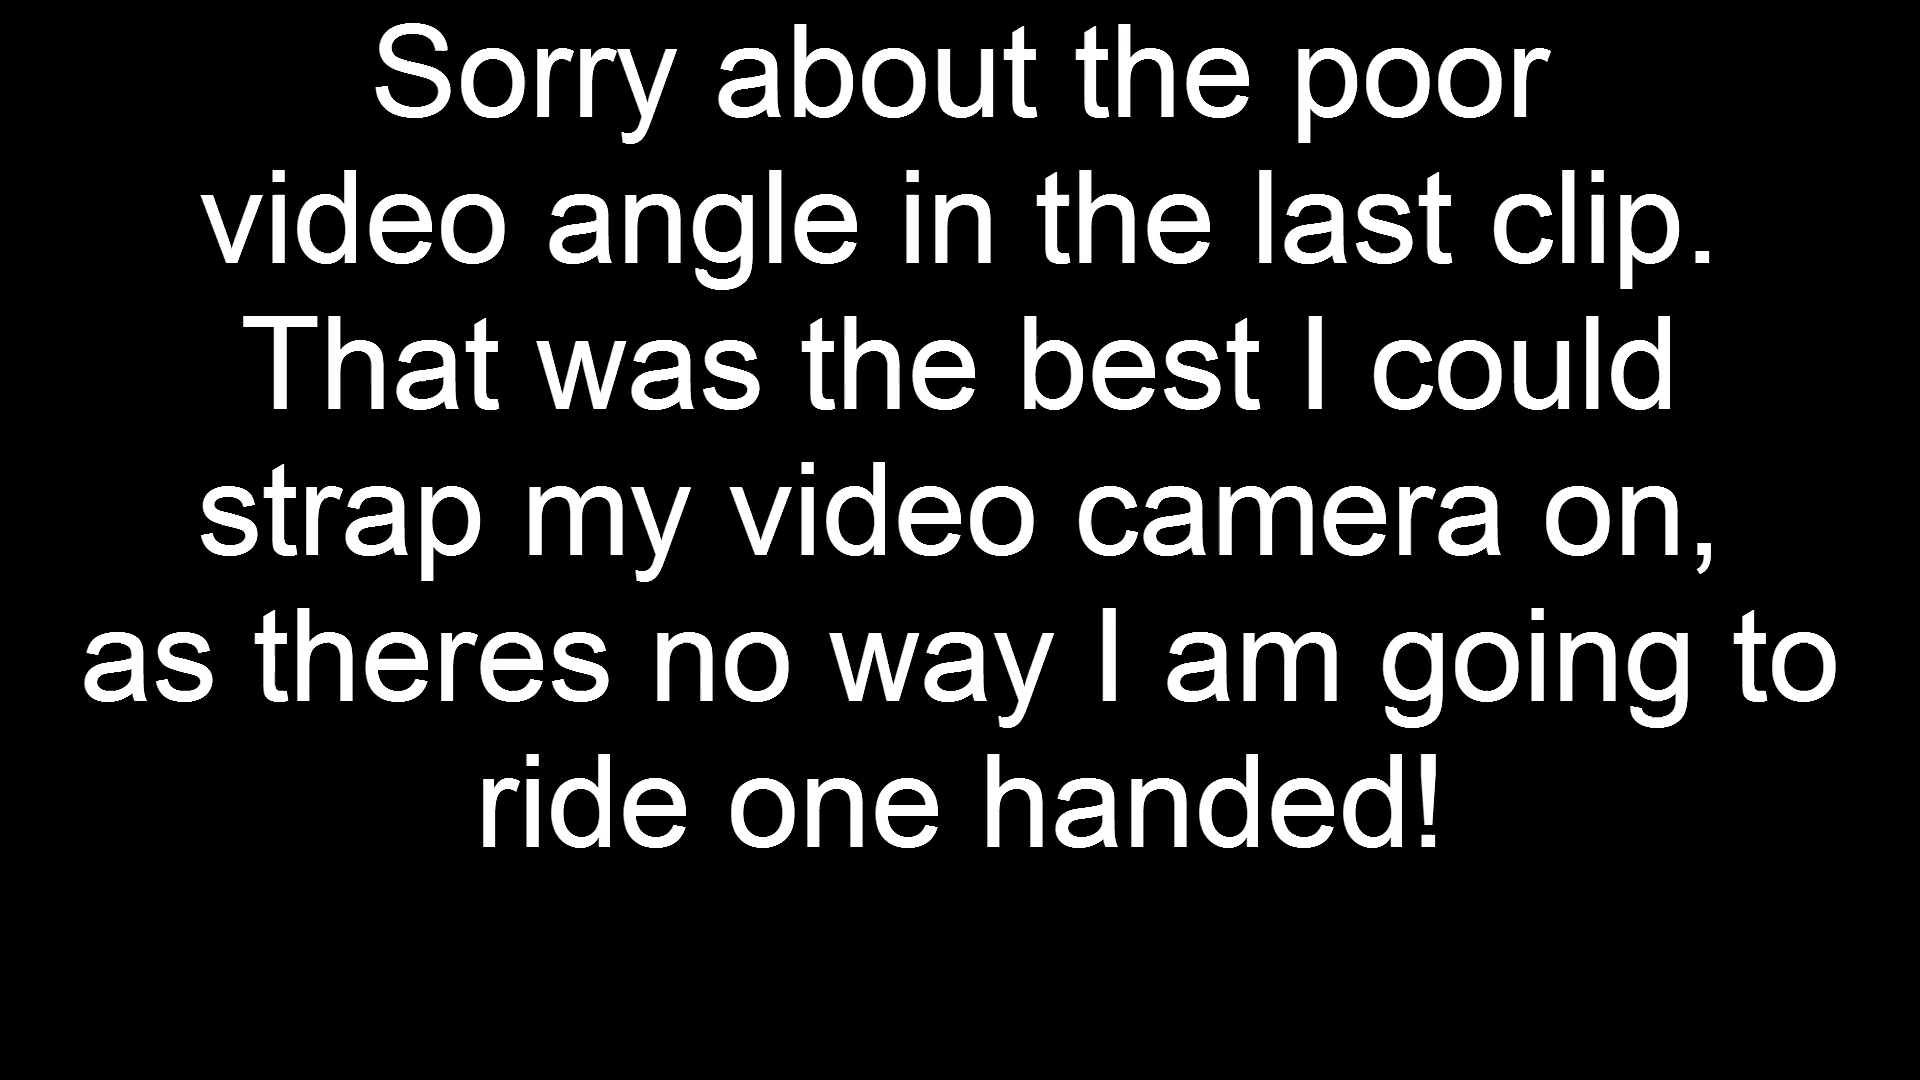 Sorry about the poor
video angle in the last clip.
That was the best I could
strap my video camera on,
as theres no way I am going to
ride one handed!